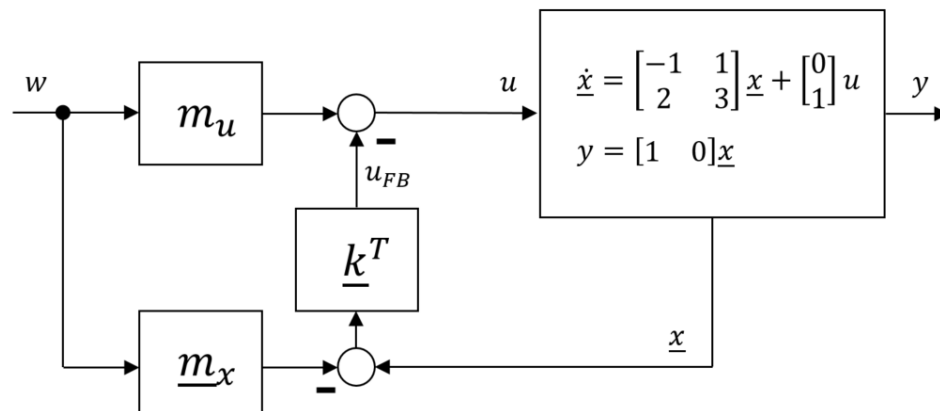 w
m_u
u
ẋ = [−1 1; 2 3] x + [0; 1] u
y = [1 0]x
y
−
u_FB
k^T
m_x
−
x